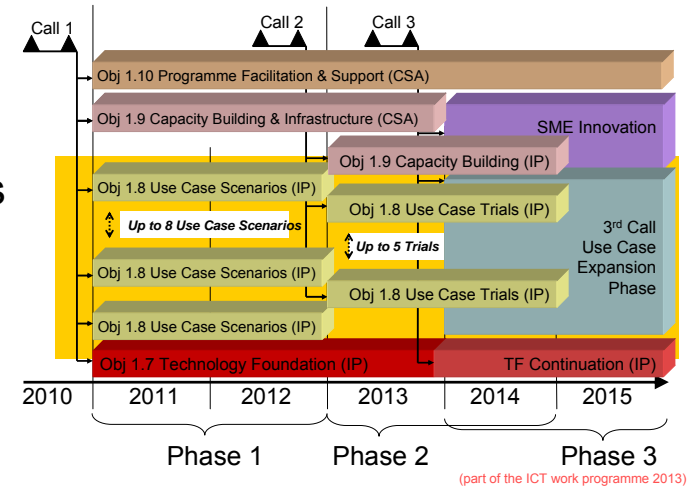 Call 1
Call 2
Call 3
Obj 1.10 Programme Facilitation & Support (CSA)
Obj 1.9 Capacity Building & Infrastructure (CSA)
SME Innovation
Obj 1.9 Capacity Building (IP)
s
Obj 1.8 Use Case Scenarios (IP)
Obj 1.8 Use Case Trials (IP)
Up to 8 Use Case Scenarios
Up to 5 Trials
3rd Call
Use Case
Expansion
Phase
Obj 1.8 Use Case Scenarios (IP)
Obj 1.8 Use Case Trials (IP)
Obj 1.8 Use Case Scenarios (IP)
Obj 1.7 Technology Foundation (IP)
TF Continuation (IP)
2010 2011 2012 2013 2014 2015
Phase 1 Phase 2 Phase 3
(part of the ICT work programme 2013)